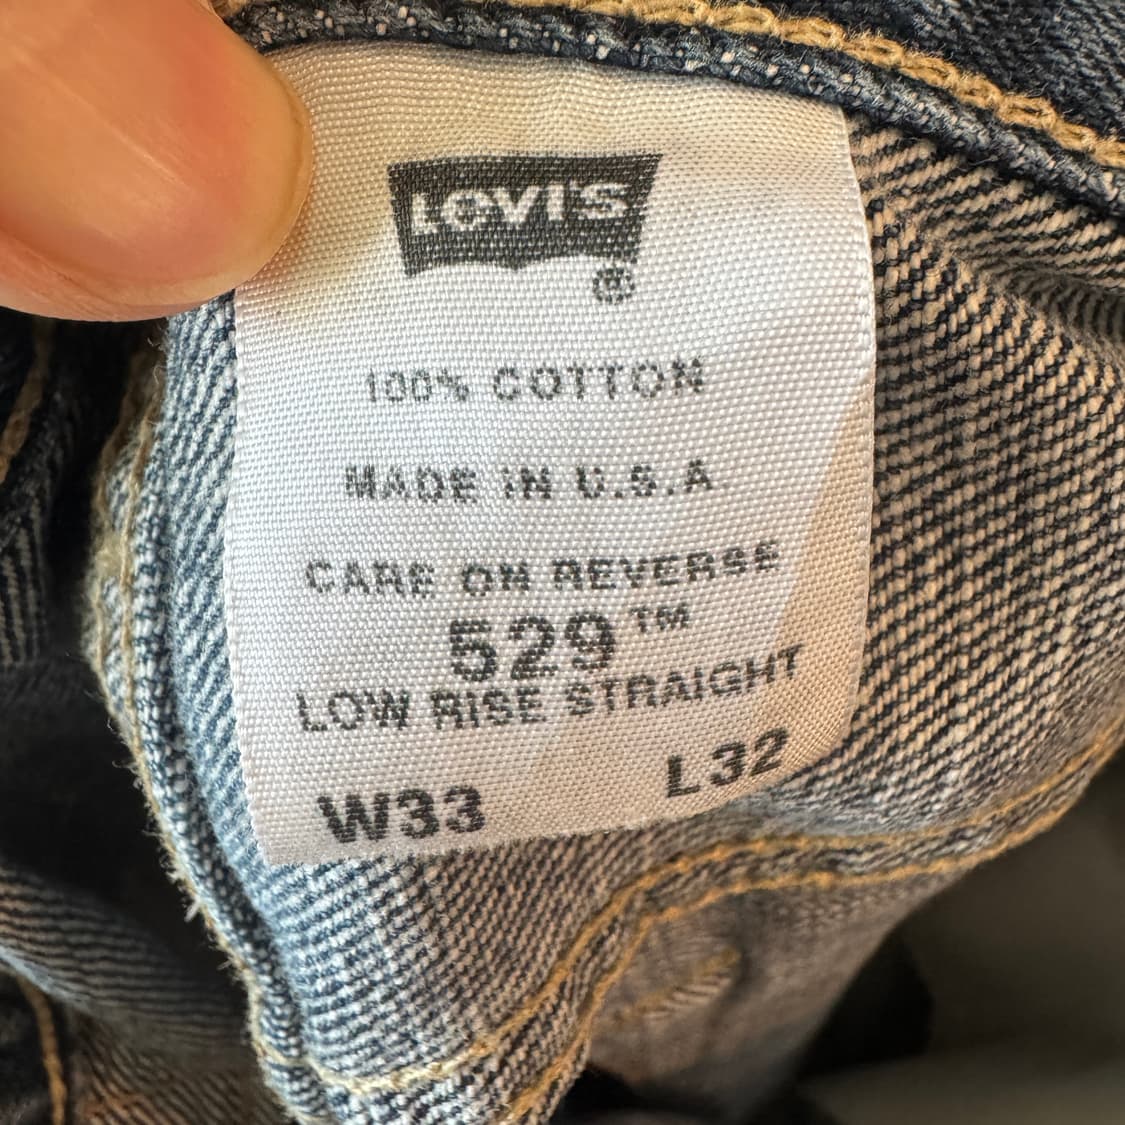 LEVI'S
®
100% COTTON
MADE IN U.S.A
CARE ON REVERSE
529™
LOW RISE STRAIGHT
W33 L32